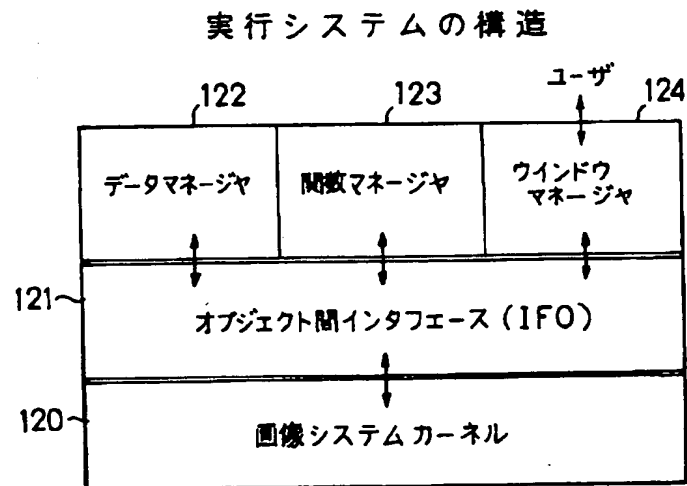 実行システムの構造
ユーザ
122
123
124
データマネージャ
関数マネージャ
ウインドウ
マネージャ
121
オブジェクト間インタフェース(IFO)
120
画像システムカーネル